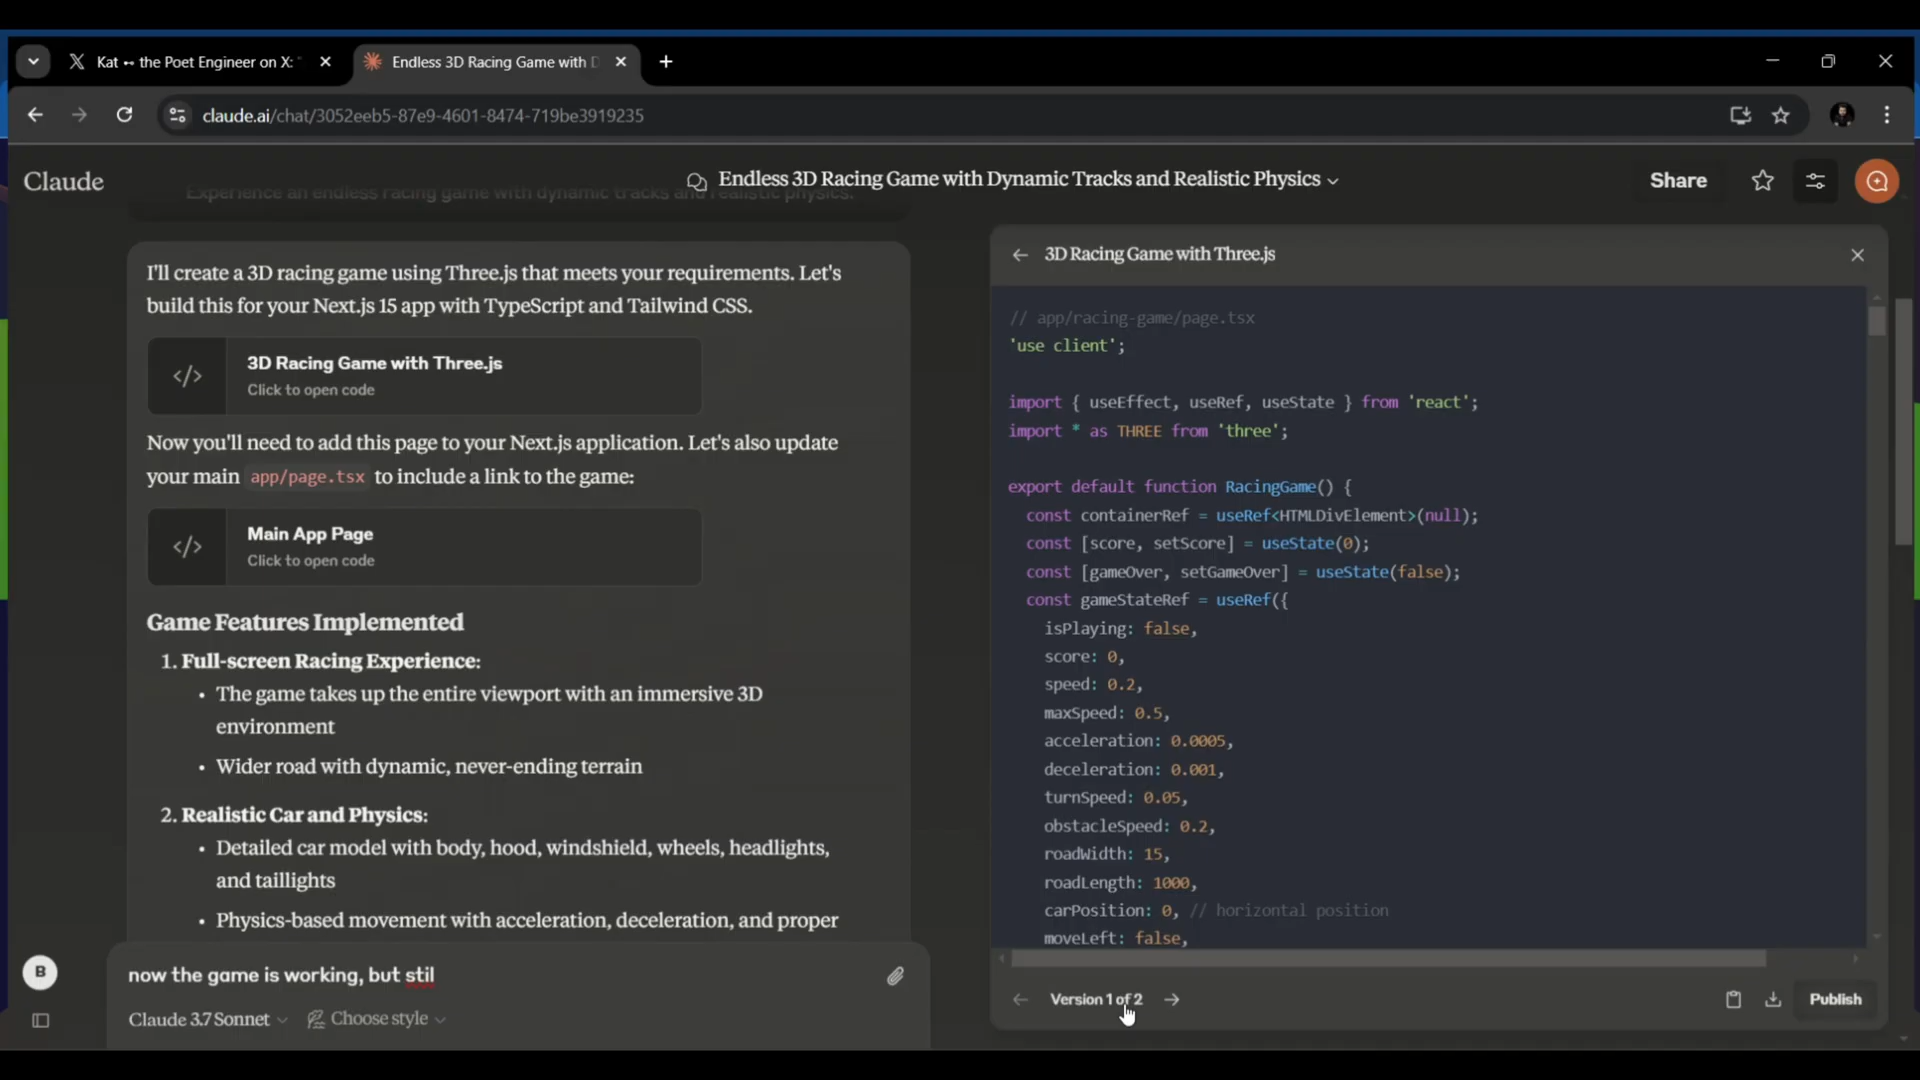 Kat ↔ the Poet Engineer on X: "
Endless 3D Racing Game with D
claude.ai/chat/3052eeb5-87e9-4601-8474-719be3919235
Claude
Endless 3D Racing Game with Dynamic Tracks and Realistic Physics
Share
Experience an endless racing game with dynamic tracks and realistic physics.
I'll create a 3D racing game using Three.js that meets your requirements. Let's
build this for your Next.js 15 app with TypeScript and Tailwind CSS.
</>
3D Racing Game with Three.js
Click to open code
Now you'll need to add this page to your Next.js application. Let's also update
your main app/page.tsx to include a link to the game:
</>
Main App Page
Click to open code
Game Features Implemented
1. Full-screen Racing Experience:
• The game takes up the entire viewport with an immersive 3D
environment
• Wider road with dynamic, never-ending terrain
2. Realistic Car and Physics:
• Detailed car model with body, hood, windshield, wheels, headlights,
and taillights
• Physics-based movement with acceleration, deceleration, and proper
B
now the game is working, but stil
Claude 3.7 Sonnet
Choose style
3D Racing Game with Three.js
// app/racing-game/page.tsx
'use client';
import { useEffect, useRef, useState } from 'react';
import * as THREE from 'three';
export default function RacingGame() {
const containerRef = useRef<HTMLDivElement>(null);
const [score, setScore] = useState(0);
const [gameOver, setGameOver] = useState(false);
const gameStateRef = useRef({
isPlaying: false,
score: 0,
speed: 0.2,
maxSpeed: 0.5,
acceleration: 0.0005,
deceleration: 0.001,
turnSpeed: 0.05,
obstacleSpeed: 0.2,
roadWidth: 15,
roadLength: 1000,
carPosition: 0, // horizontal position
moveLeft: false,
Version 1 of 2
Publish